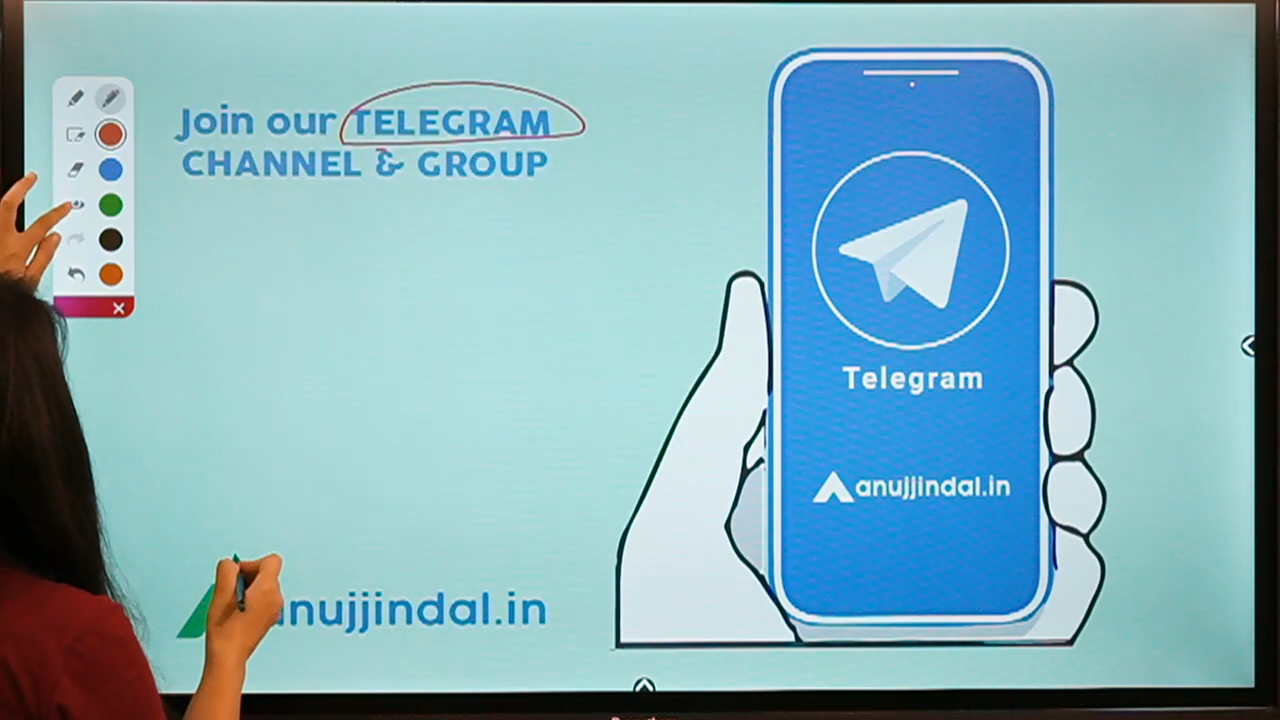 Join our TELEGRAM
CHANNEL & GROUP
Telegram
anujjindal.in
nujjindal.in